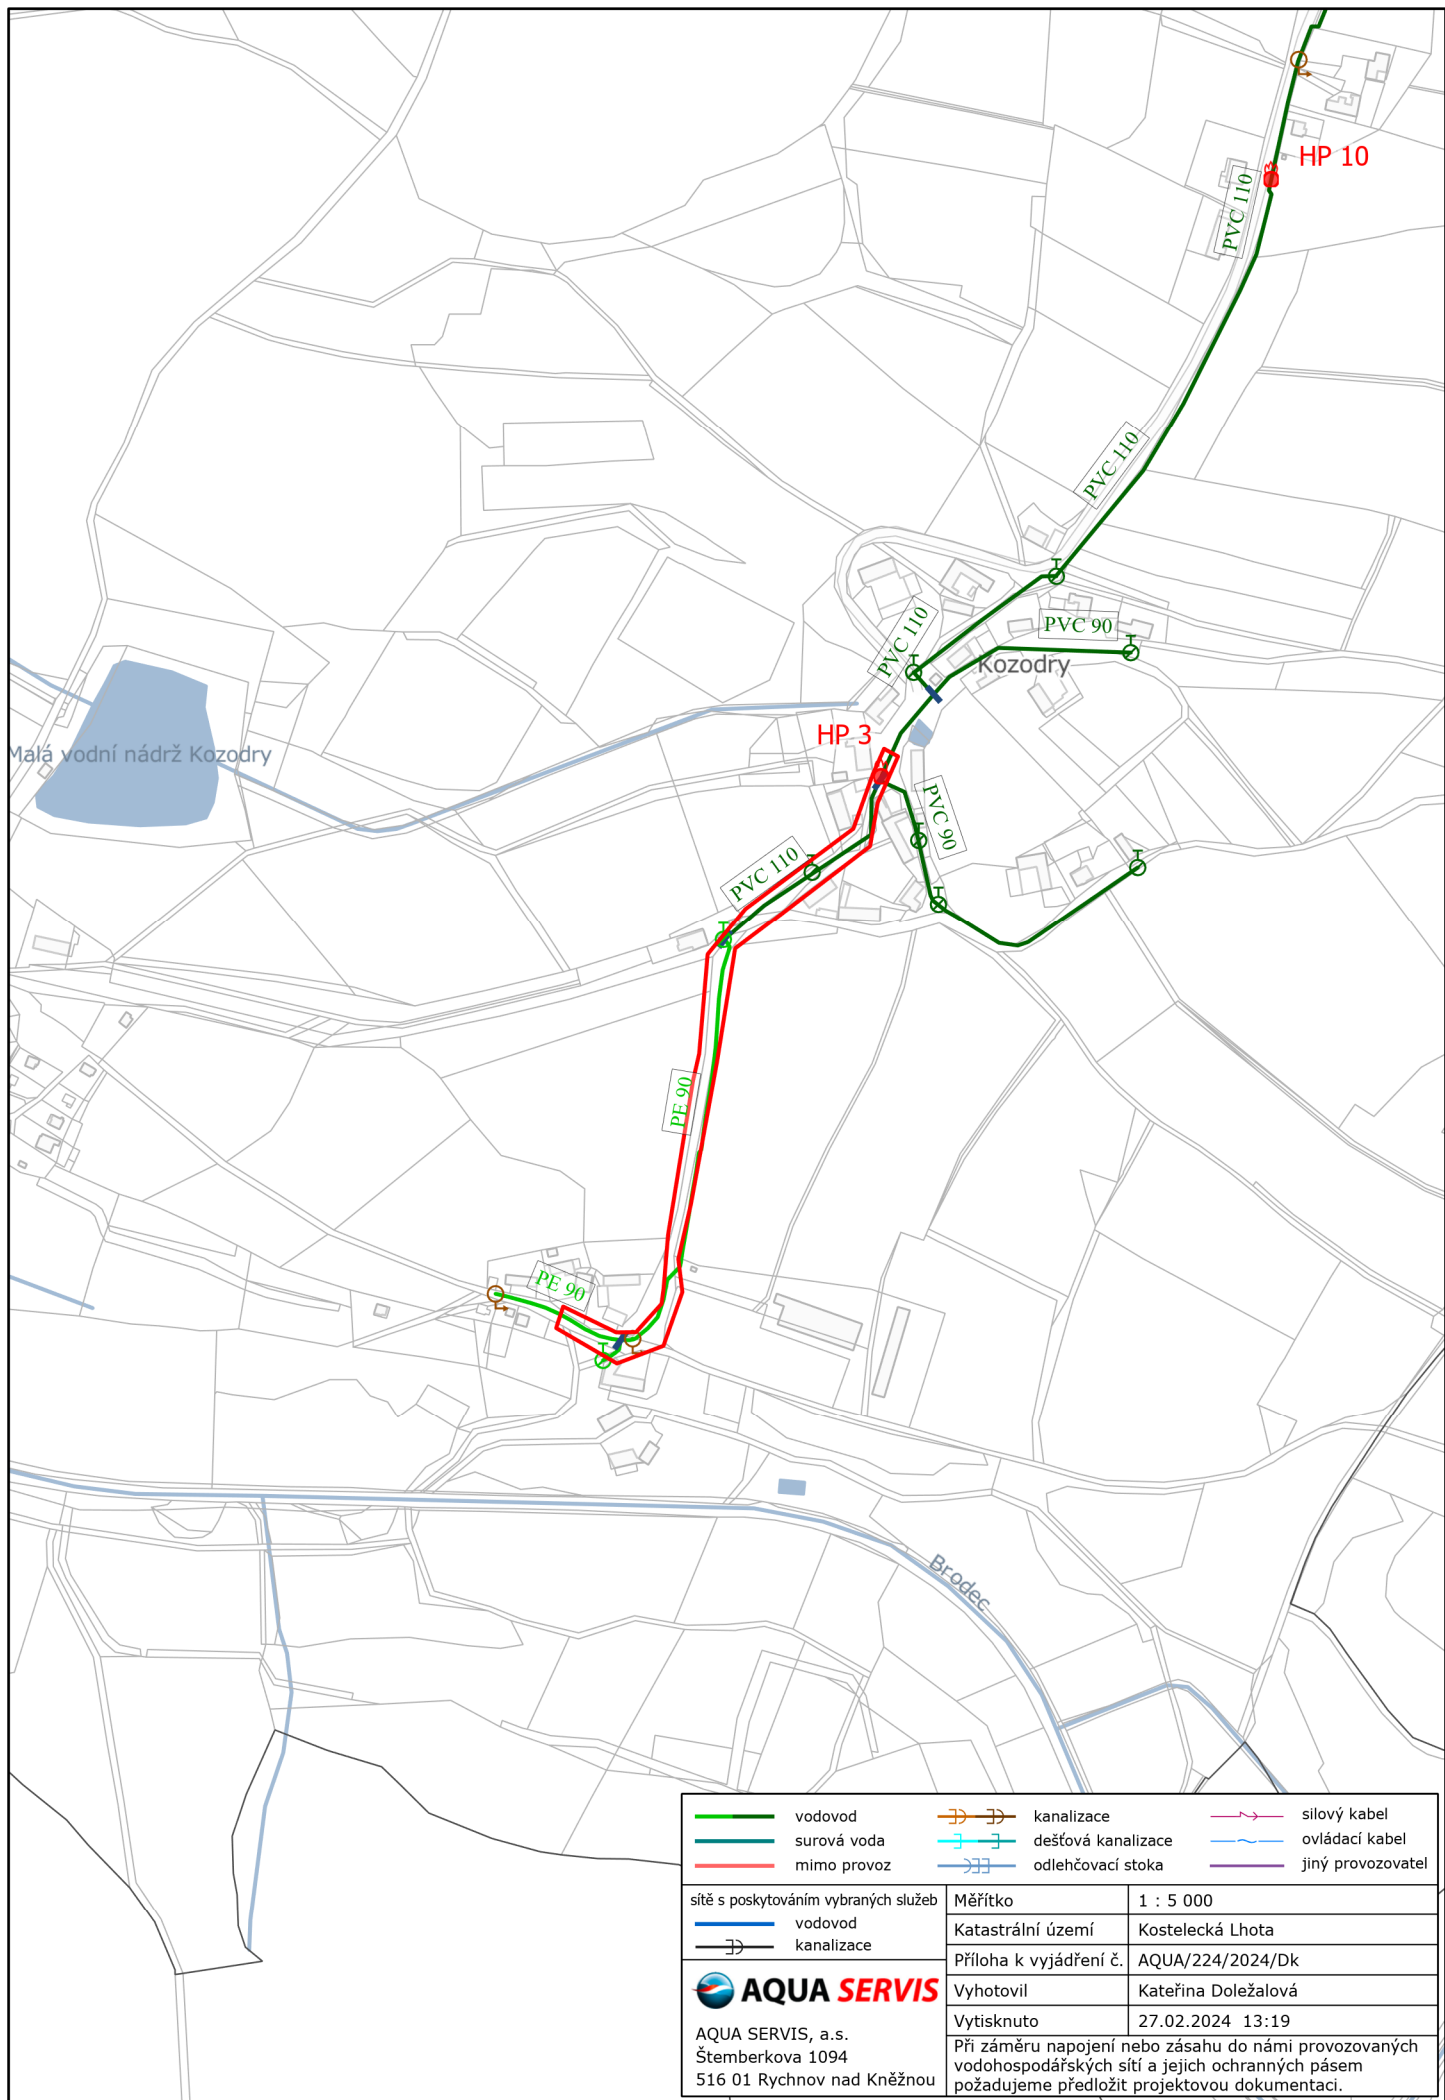 HP 10
PVC 110
PVC 110
PVC 110
PVC 90
Kozodry
HP 3
Malá vodní nádrž Kozodry
PVC 90
PVC 110
PE 90
PE 90
Brodec
vodovod
surová voda
mimo provoz
kanalizace
dešťová kanalizace
odlehčovací stoka
silový kabel
ovládací kabel
jiný provozovatel
sítě s poskytováním vybraných služeb
vodovod
kanalizace
AQUA SERVIS
AQUA SERVIS, a.s.
Štemberkova 1094
516 01 Rychnov nad Kněžnou
Měřítko 1 : 5 000
Katastrální území Kostelecká Lhota
Příloha k vyjádření č. AQUA/224/2024/Dk
Vyhotovil Kateřina Doležalová
Vytisknuto 27.02.2024 13:19
Při záměru napojení nebo zásahu do námi provozovaných
vodohospodářských sítí a jejich ochranných pásem
požadujeme předložit projektovou dokumentaci.